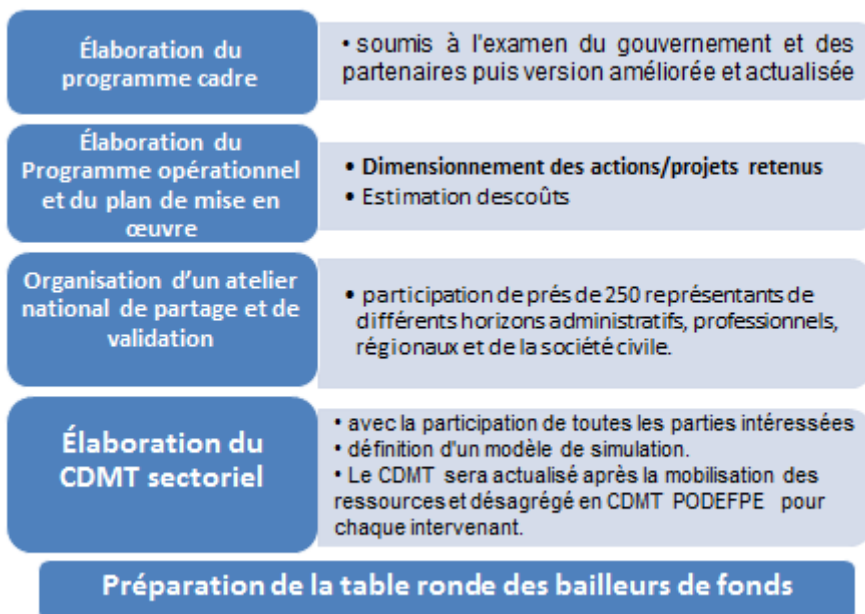 Élaboration du
programme cadre
• soumis à l'examen du gouvernement et des
partenaires puis version améliorée et actualisée
Élaboration du
Programme opérationnel
et du plan de mise en
œuvre
• Dimensionnement des actions/projets retenus
• Estimation descoûts
Organisation d'un atelier
national de partage et de
validation
• participation de prés de 250 représentants de
différents horizons administratifs, professionnels,
régionaux et de la société civile.
Élaboration du
CDMT sectoriel
• avec la participation de toutes les parties intéressées
• définition d'un modèle de simulation.
• Le CDMT sera actualisé après la mobilisation des
ressources et désagrégé en CDMT PODEFPE pour
chaque intervenant.
Préparation de la table ronde des bailleurs de fonds